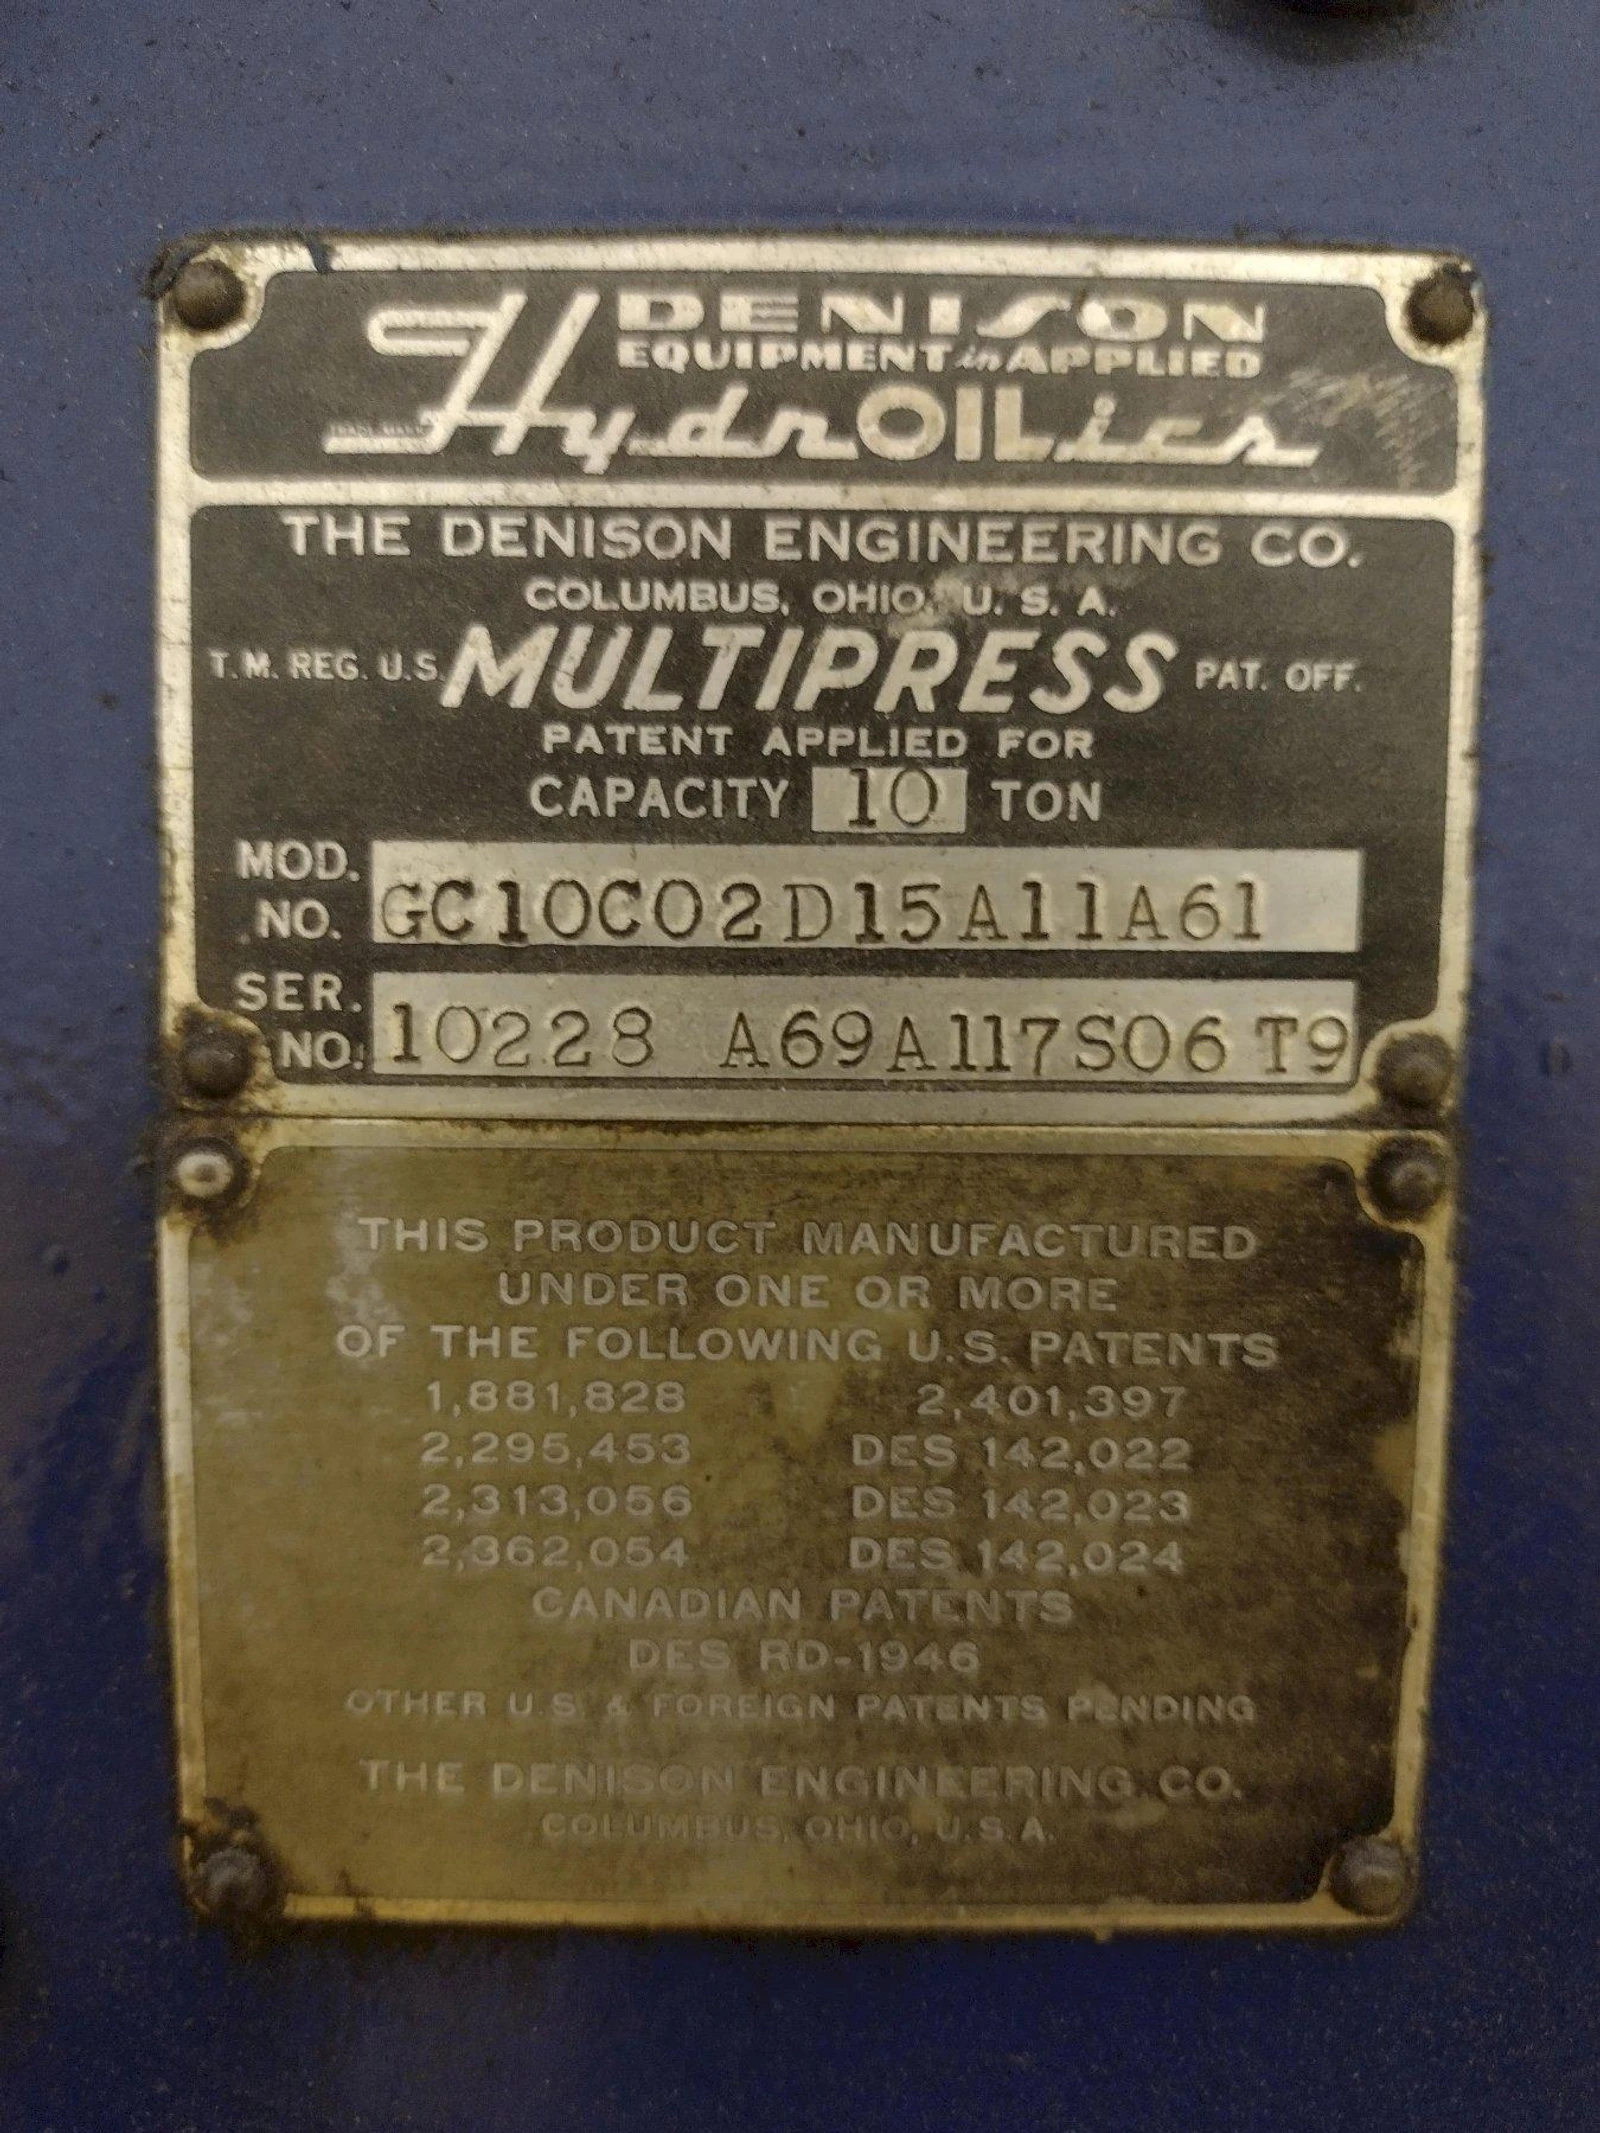 DENISON
EQUIPMENT in APPLIED
HydrOILics
THE DENISON ENGINEERING CO.
COLUMBUS, OHIO, U. S. A.
T.M. REG. U.S. MULTIPRESS PAT. OFF.
PATENT APPLIED FOR
CAPACITY 10 TON
MOD. NO. GC10C02D15A11A61
SER. NO. 10228 A69A117S06T9
THIS PRODUCT MANUFACTURED
UNDER ONE OR MORE
OF THE FOLLOWING U.S. PATENTS
1,881,828 2,401,397
2,295,453 DES 142,022
2,313,056 DES 142,023
2,362,054 DES 142,024
CANADIAN PATENTS
DES RD-1946
OTHER U.S. & FOREIGN PATENTS PENDING
THE DENISON ENGINEERING CO.
COLUMBUS, OHIO, U.S.A.